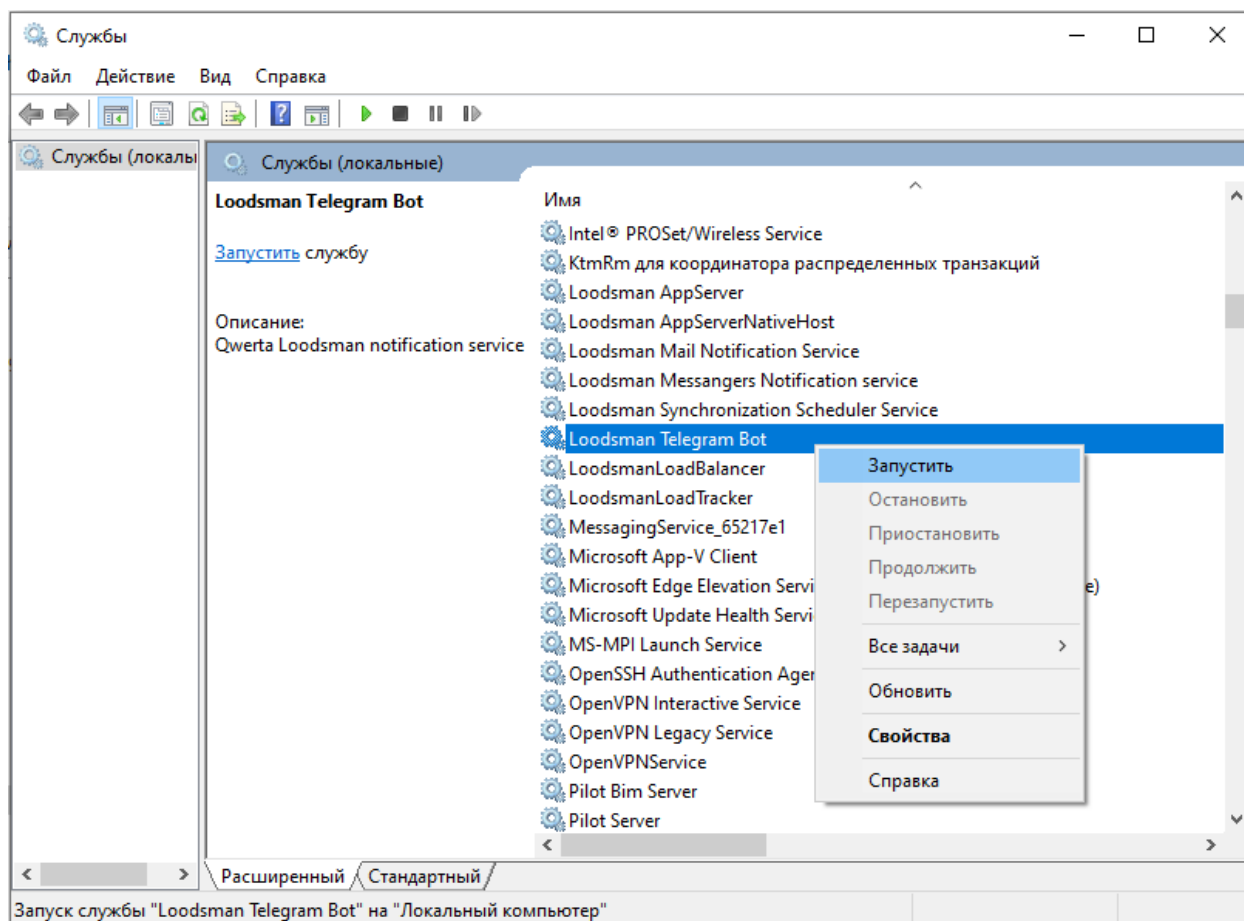 Службы
Файл Действие Вид Справка
Службы (локалы
Службы (локальные)
Loodsman Telegram Bot
Запустить службу
Описание:
Qwerta Loodsman notification service
Имя
Intel® PROSet/Wireless Service
KtmRm для координатора распределенных транзакций
Loodsman AppServer
Loodsman AppServerNativeHost
Loodsman Mail Notification Service
Loodsman Messangers Notification service
Loodsman Synchronization Scheduler Service
Loodsman Telegram Bot
LoodsmanLoadBalancer
LoodsmanLoadTracker
MessagingService_65217e1
Microsoft App-V Client
Microsoft Edge Elevation Servi e)
Microsoft Update Health Servi
MS-MPI Launch Service
OpenSSH Authentication Ager
OpenVPN Interactive Service
OpenVPN Legacy Service
OpenVPNService
Pilot Bim Server
Pilot Server
Запустить
Остановить
Приостановить
Продолжить
Перезапустить
Все задачи
Обновить
Свойства
Справка
Расширенный Стандартный
Запуск службы "Loodsman Telegram Bot" на "Локальный компьютер"